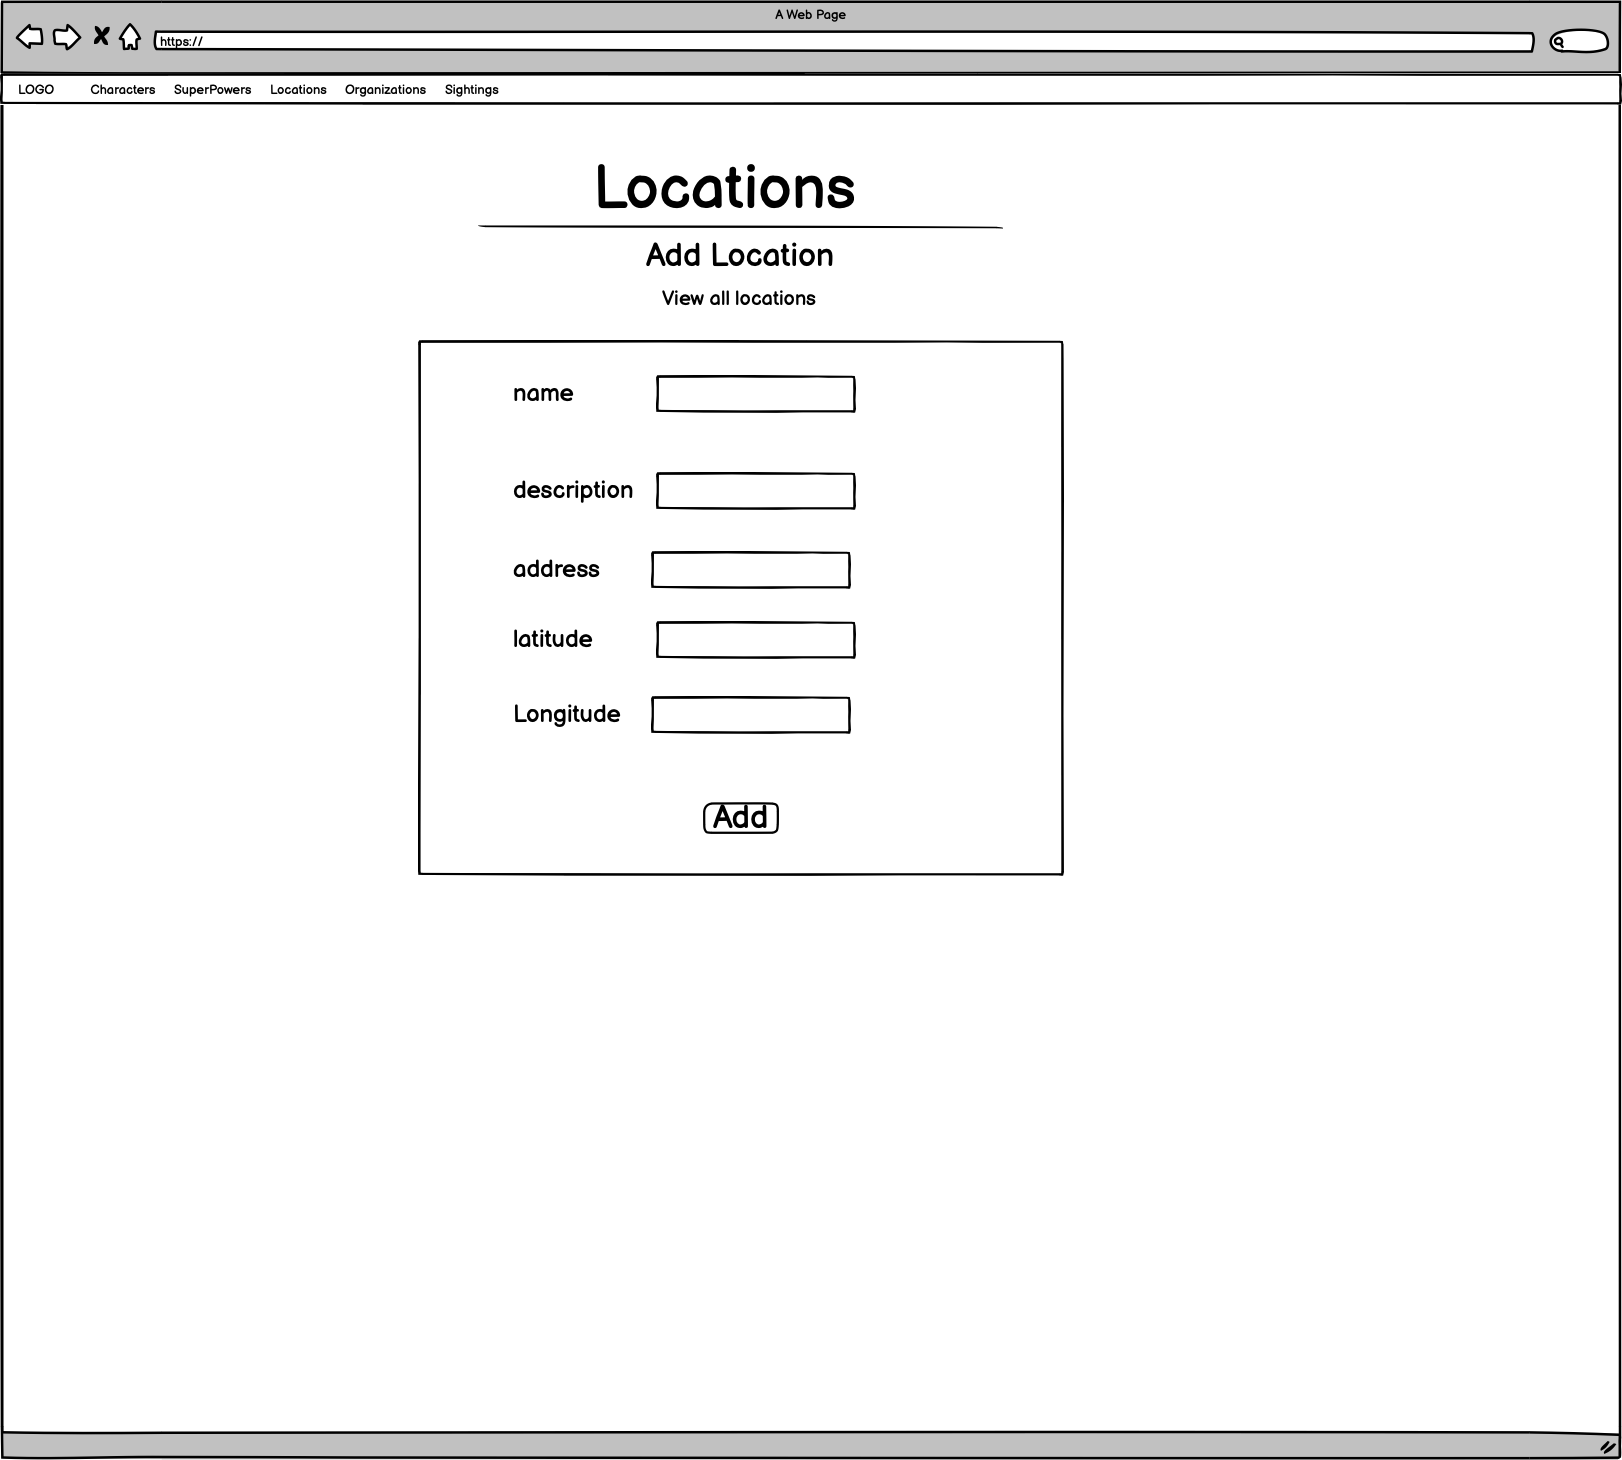 A Web Page
https://
LOGO Characters SuperPowers Locations Organizations Sightings
Locations
Add Location
View all locations
name
description
address
latitude
Longitude
Add